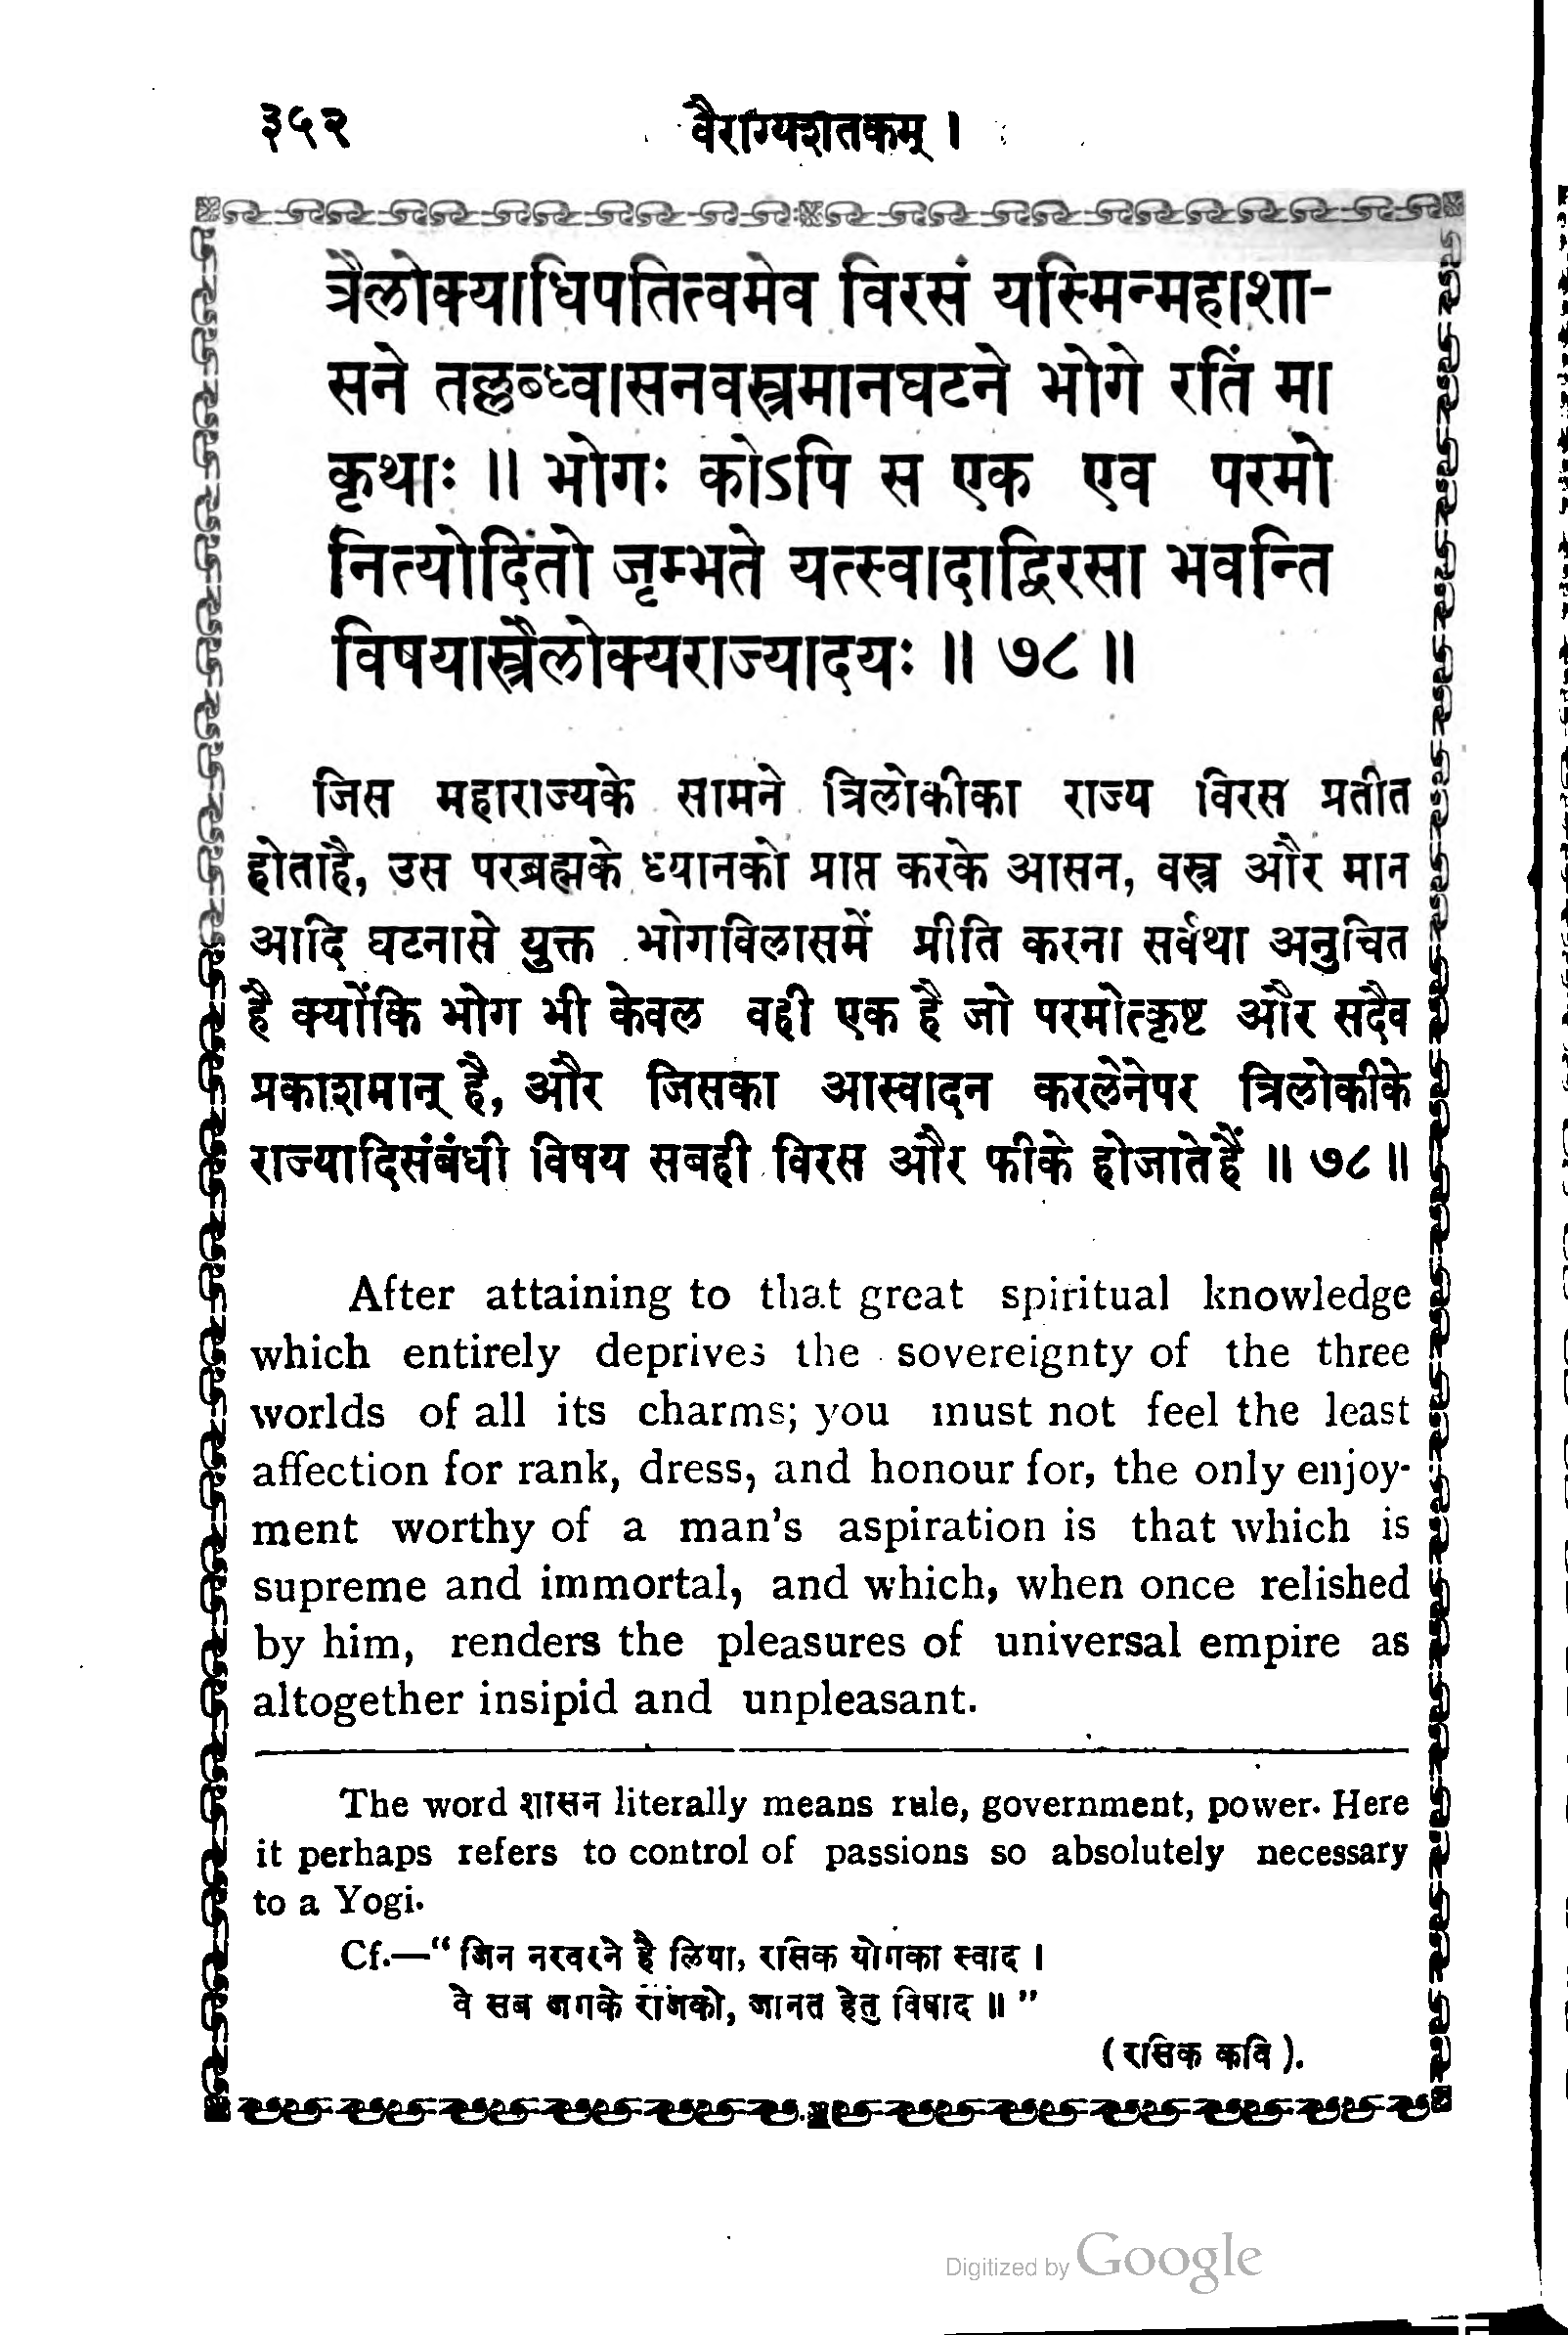 ३५२ वैराग्यशतकम् ।
त्रैलोक्याधिपतित्वमेव विरसं यस्मिन्महाशा-
सने तल्लब्ध्वासनवस्त्रमानघटने भोगे रतिं मा
कृथाः ॥ भोगः कोऽपि स एक एव परमो
नित्योदितो जृम्भते यत्स्वादाद्विरसा भवन्ति
विषयास्त्रैलोक्यराज्यादयः ॥ ७८ ॥
जिस महाराज्यके सामने त्रिलोकीका राज्य विरस प्रतीत
होताहै, उस परब्रह्मके ध्यानको प्राप्त करके आसन, वस्त्र और मान
आदि घटनासे युक्त भोगविलासमें प्रीति करना सर्वथा अनुचित
है क्योंकि भोग भी केवल वही एक है जो परमोत्कृष्ट और सदैव
प्रकाशमान् है, और जिसका आस्वादन करलेनेपर त्रिलोकीके
राज्यादिसंबंधी विषय सबही विरस और फीके होजातेहैं ॥ ७८ ॥
After attaining to that great spiritual knowledge
which entirely deprives the sovereignty of the three
worlds of all its charms; you must not feel the least
affection for rank, dress, and honour for, the only enjoy-
ment worthy of a man's aspiration is that which is
supreme and immortal, and which, when once relished
by him, renders the pleasures of universal empire as
altogether insipid and unpleasant.
The word शासन literally means rule, government, power. Here
it perhaps refers to control of passions so absolutely necessary
to a Yogi.
Cf.—“ जिन नरवरने है लिया, रसिक योगका स्वाद ।
वे सब जगके राजको, जानत हेतु विषाद ॥ ”
( रसिक कवि ).
Digitized by Google